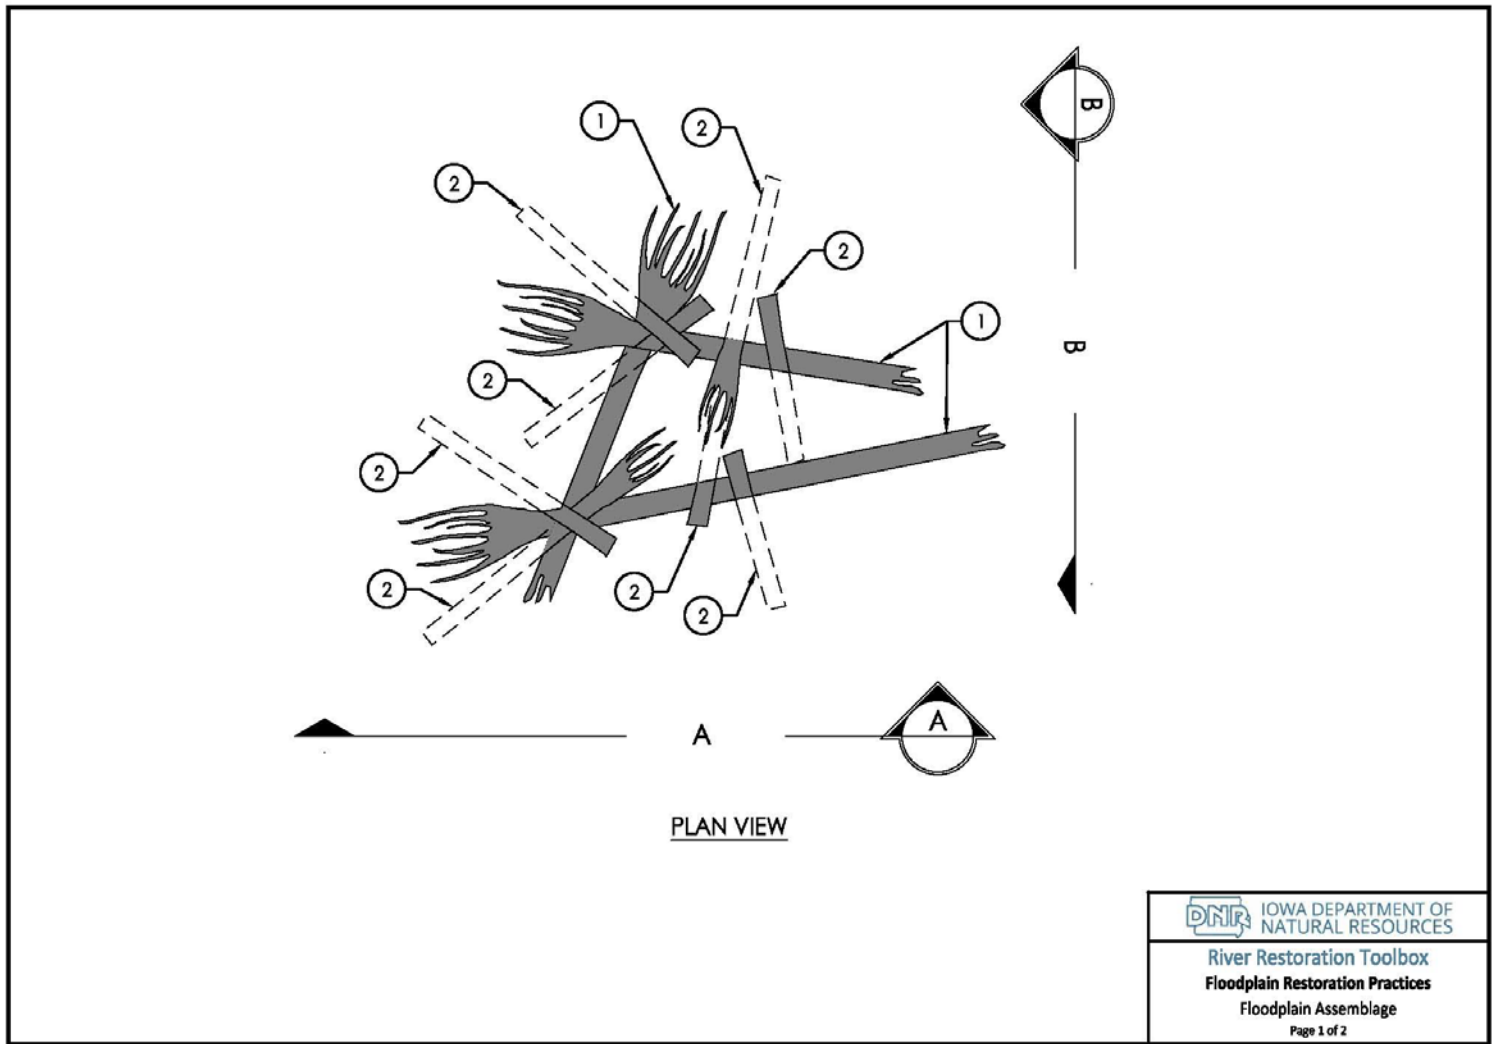 B
1
2
2
2
1
B
2
2
2
2
2
A
A
PLAN VIEW
DNR
IOWA DEPARTMENT OF
NATURAL RESOURCES
River Restoration Toolbox
Floodplain Restoration Practices
Floodplain Assemblage
Page 1 of 2